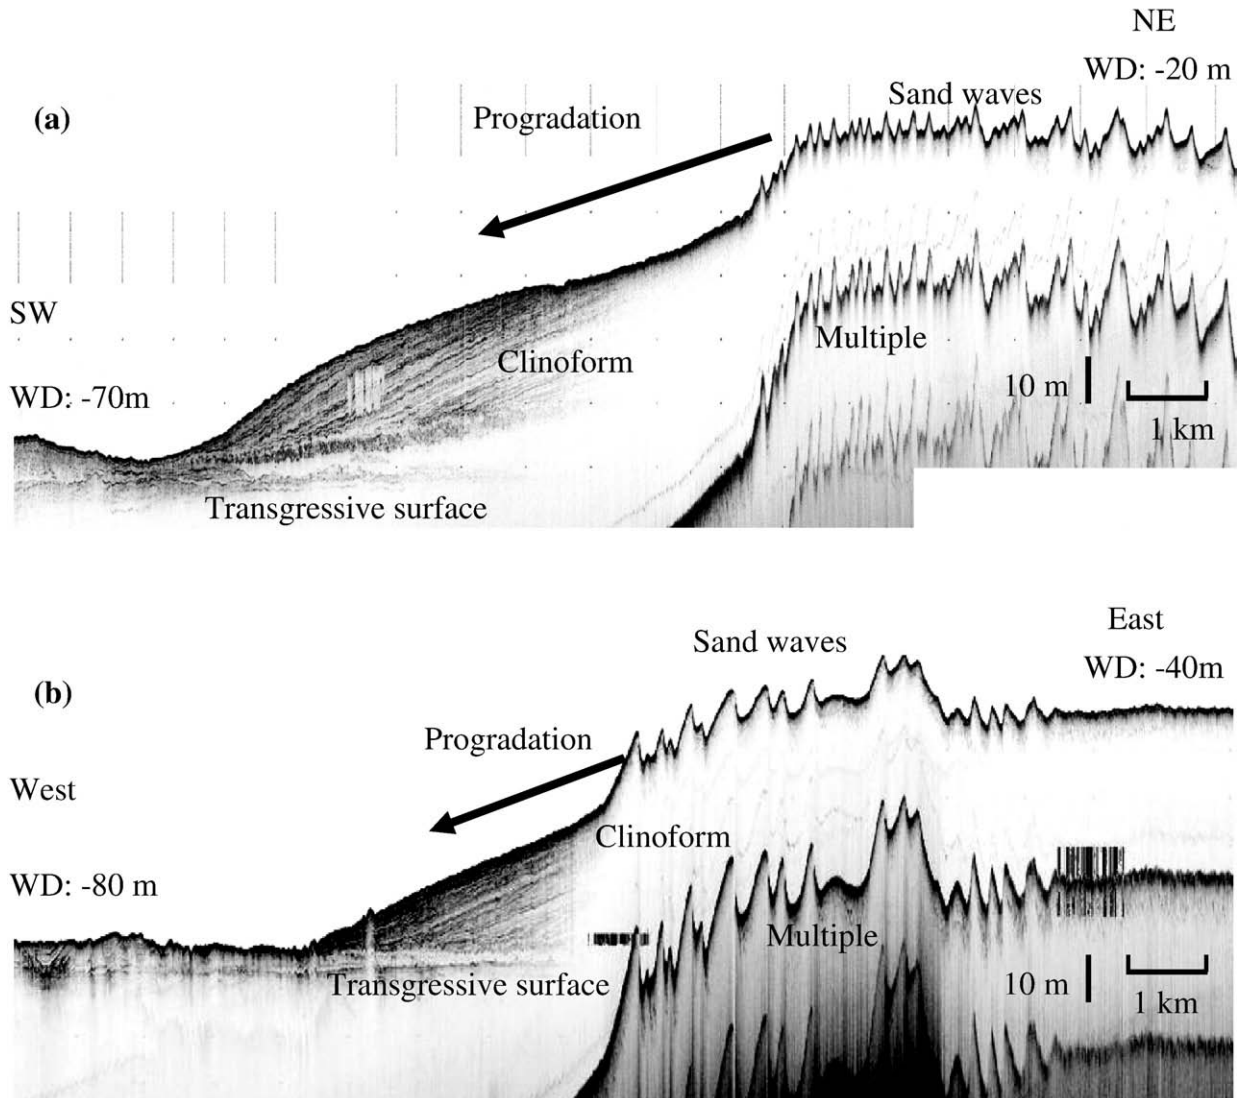 NE
WD: -20 m
Sand waves
(a)
Progradation
SW
Multiple
Clinoform
10 m
WD: -70m
1 km
Transgressive surface
East
Sand waves
WD: -40m
(b)
Progradation
West
Clinoform
WD: -80 m
Multiple
Transgressive surface
10 m
1 km